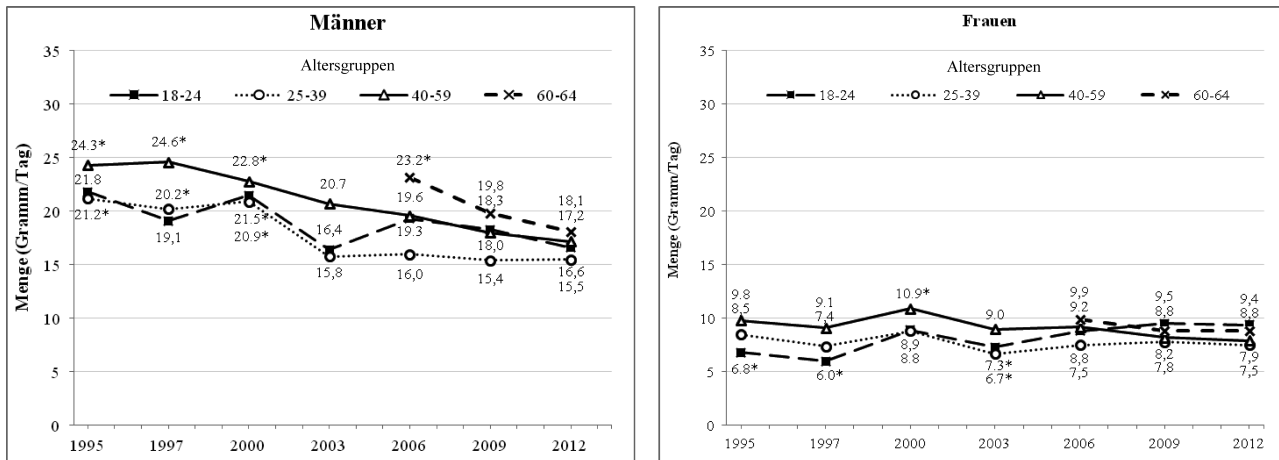 Männer
Menge (Gramm/Tag)
35
30
25
20
15
10
5
0
Altersgruppen
18-24 25-39 40-59 60-64
24.3* 24.6* 22.8* 20.7 23.2* 19,8 18,1
21.8 20.2* 19.6 18,3 17,2
21.2* 19,1 21.5* 16,4 19.3 18,0 16,6
20.9* 15,8 16,0 15,4 15,5
1995 1997 2000 2003 2006 2009 2012
Frauen
Menge (Gramm/Tag)
35
30
25
20
15
10
5
0
Altersgruppen
18-24 25-39 40-59 60-64
9.8 9.1 10.9* 9.0 9,9 9,5 9,4
8,5 7,4 9.2 8,8 8,8
6.8* 6.0* 8,9 7.3* 8,8 8,2 7,9
8.8 6.7* 7,5 7,8 7,5
1995 1997 2000 2003 2006 2009 2012